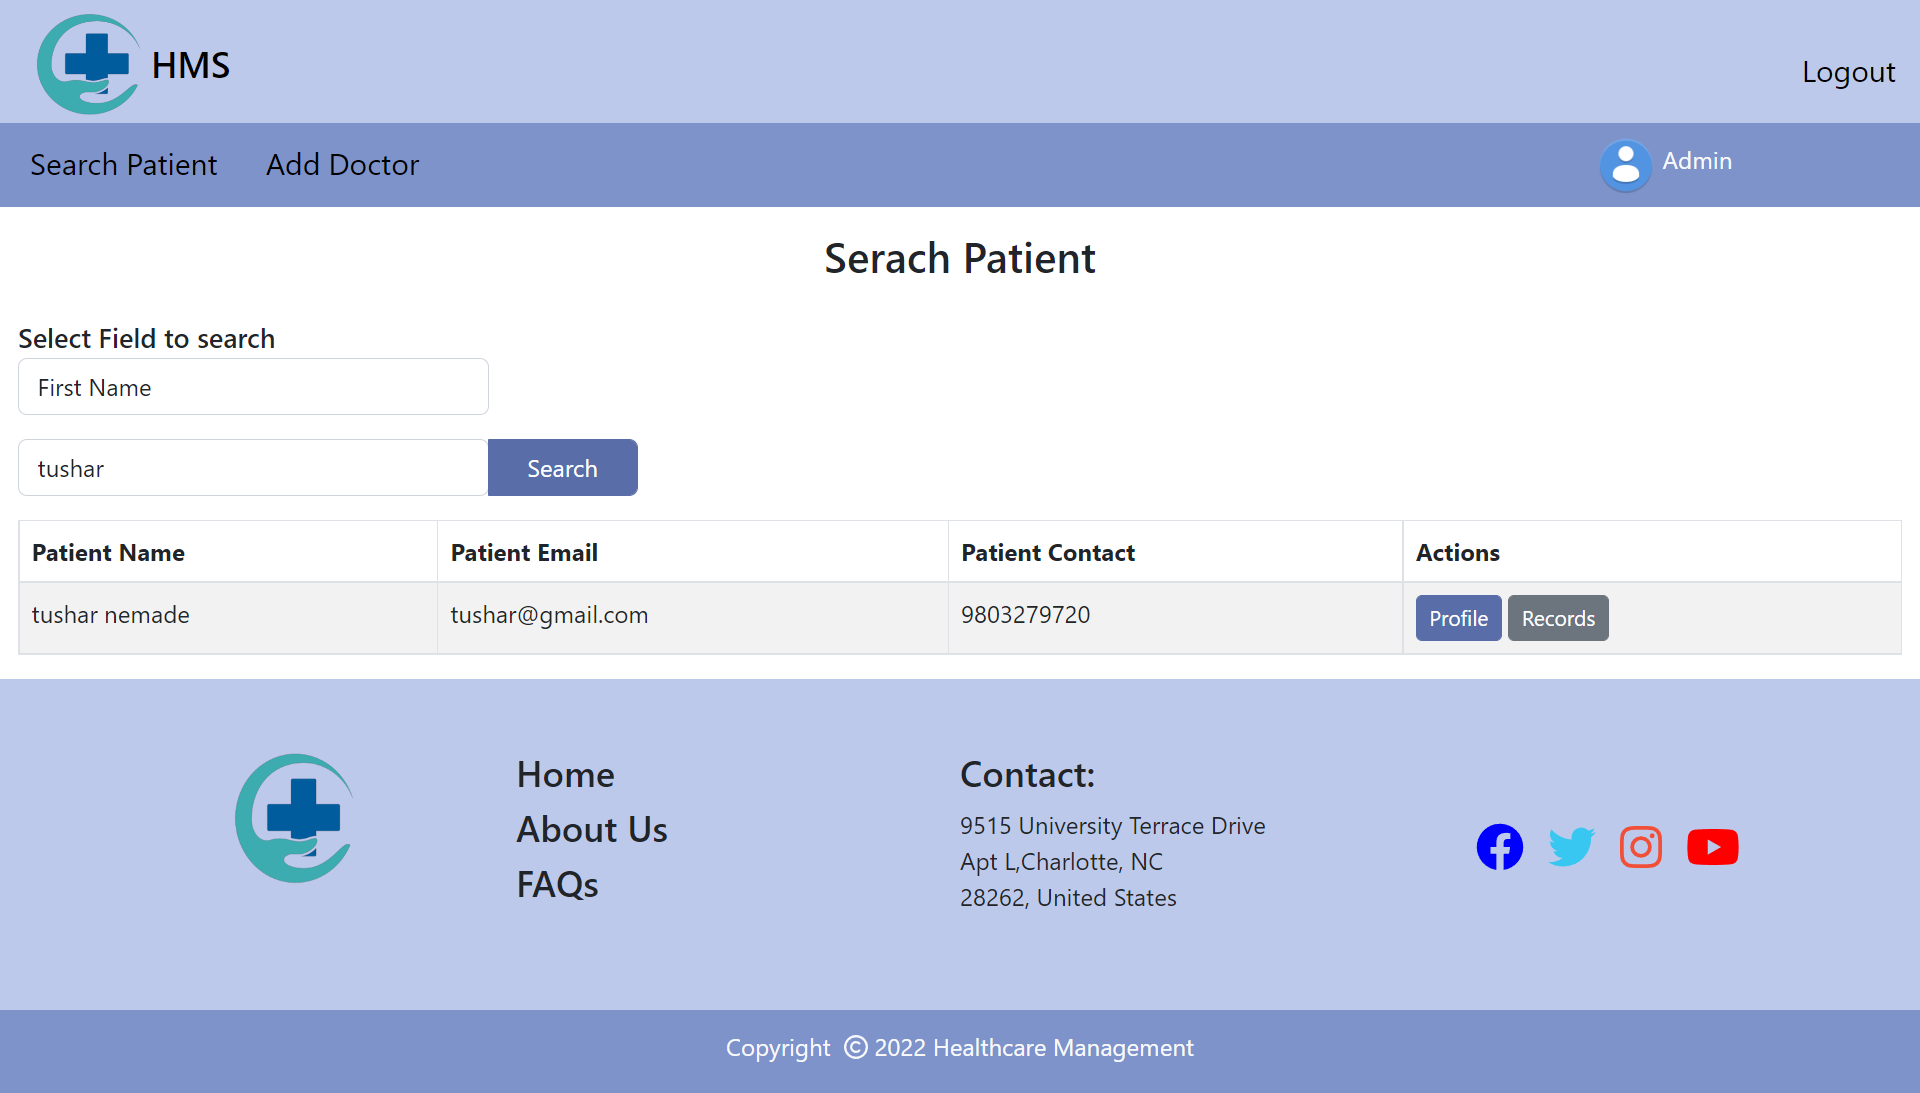 HMS
Logout
Search Patient Add Doctor Admin
Serach Patient
Select Field to search
First Name
tushar Search
Patient Name Patient Email Patient Contact Actions
tushar nemade tushar@gmail.com 9803279720 Profile Records
Home
About Us
FAQs
Contact:
9515 University Terrace Drive
Apt L,Charlotte, NC
28262, United States
Copyright © 2022 Healthcare Management